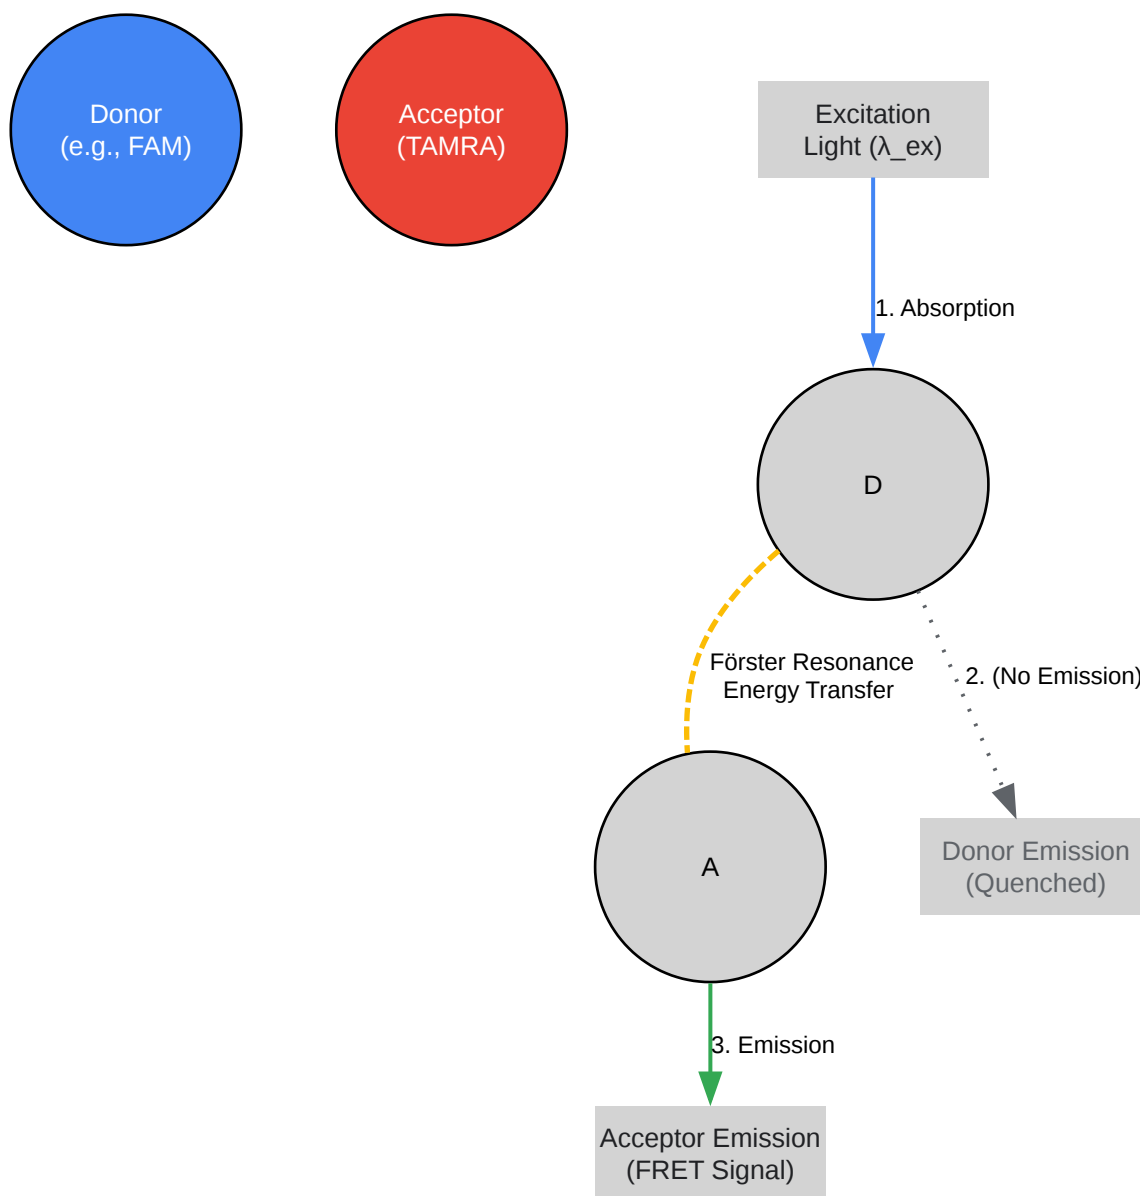 Donor
(e.g., FAM)
Acceptor
(TAMRA)
Excitation
Light (λ_ex)
1. Absorption
D
Förster Resonance
Energy Transfer
2. (No Emission)
A
Donor Emission
(Quenched)
3. Emission
Acceptor Emission
(FRET Signal)